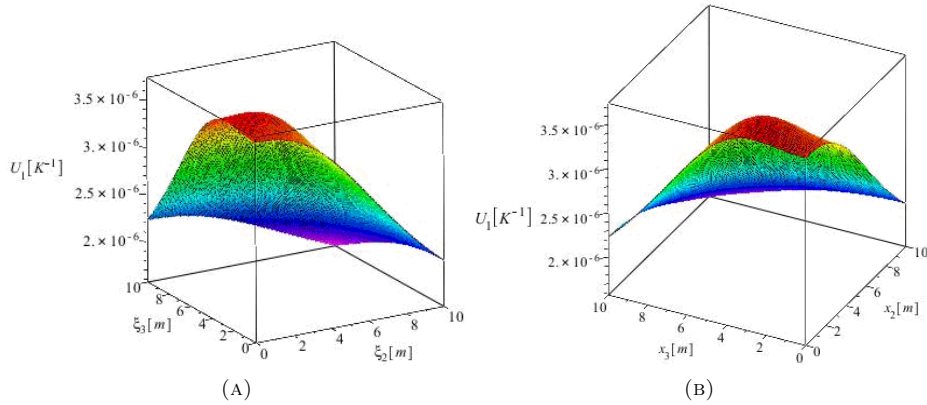 3.5 × 10⁻⁶
3.0 × 10⁻⁶
U₁[K⁻¹]
2.5 × 10⁻⁶
2. × 10⁻⁶
10
8
6
4
2
0
ξ₃[m]
0
2
4
6
8
10
ξ₂[m]
(A)
3.5 × 10⁻⁶
3. × 10⁻⁶
U₁[K⁻¹]
2.5 × 10⁻⁶
2. × 10⁻⁶
10
8
6
4
2
0
x₃[m]
0
2
4
6
8
10
x₂[m]
(B)